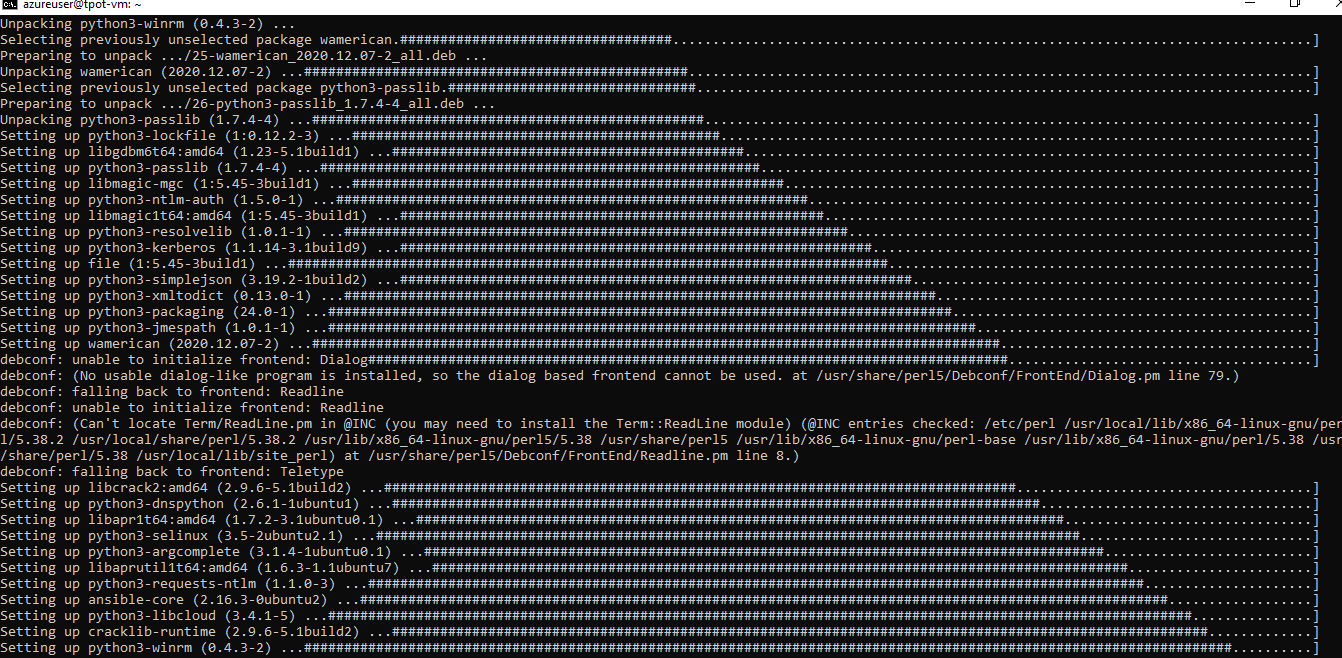 azureuser@tpot-vm: ~
Unpacking python3-winrm (0.4.3-2) ...
Selecting previously unselected package wamerican.##################################................................................................]
Preparing to unpack .../25-wamerican_2020.12.07-2_all.deb ...
Unpacking wamerican (2020.12.07-2) ...################################################..............................................................................]
Selecting previously unselected package python3-passlib.###############################.............................................................................]
Preparing to unpack .../26-python3-passlib_1.7.4-4_all.deb ...
Unpacking python3-passlib (1.7.4-4) ...#################################################............................................................................]
Setting up python3-lockfile (1:0.12.2-3) ...##############################################..........................................................................]
Setting up libgdbm6t64:amd64 (1.23-5.1build1) ...############################################.......................................................................]
Setting up python3-passlib (1.7.4-4) ...#######################################################.....................................................................]
Setting up libmagic-mgc (1:5.45-3build1) ...######################################################..................................................................]
Setting up python3-ntlm-auth (1.5.0-1) ...###########################################################...............................................................]
Setting up libmagic1t64:amd64 (1:5.45-3build1) ...#####################################################.............................................................]
Setting up python3-resolvelib (1.0.1-1) ...###############################################################..........................................................]
Setting up python3-kerberos (1.1.14-3.1build9) ...###########################################################.......................................................]
Setting up file (1:5.45-3build1) ...###########################################################################.....................................................]
Setting up python3-simplejson (3.19.2-1build2) ...################################################################..................................................]
Setting up python3-xmltodict (0.13.0-1) ...##########################################################################...............................................]
Setting up python3-packaging (24.0-1) ...##############################################################################.............................................]
Setting up python3-jmespath (1.0.1-1) ...#################################################################################..........................................]
Setting up wamerican (2020.12.07-2) ...######################################################################################.......................................]
debconf: unable to initialize frontend: Dialog################################################################################......................................]
debconf: (No usable dialog-like program is installed, so the dialog based frontend cannot be used. at /usr/share/perl5/Debconf/FrontEnd/Dialog.pm line 79.)
debconf: falling back to frontend: Readline
debconf: unable to initialize frontend: Readline
debconf: (Can't locate Term/ReadLine.pm in @INC (you may need to install the Term::ReadLine module) (@INC entries checked: /etc/perl /usr/local/lib/x86_64-linux-gnu/per
l/5.38.2 /usr/local/share/perl/5.38.2 /usr/lib/x86_64-linux-gnu/perl5/5.38 /usr/share/perl5 /usr/lib/x86_64-linux-gnu/perl-base /usr/lib/x86_64-linux-gnu/perl/5.38 /usr
/share/perl/5.38 /usr/local/lib/site_perl) at /usr/share/perl5/Debconf/FrontEnd/Readline.pm line 8.)
debconf: falling back to frontend: Teletype
Setting up libcrack2:amd64 (2.9.6-5.1build2) ...###############################################################################.....................................]
Setting up python3-dnspython (2.6.1-1ubuntu1) ...#################################################################################..................................]
Setting up libapr1t64:amd64 (1.7.2-3.1ubuntu0.1) ...#################################################################################...............................]
Setting up python3-selinux (3.5-2ubuntu2.1) ...########################################################################################.............................]
Setting up python3-argcomplete (3.1.4-1ubuntu0.1) ...#####################################################################################..........................]
Setting up libaprutil1t64:amd64 (1.6.3-1.1ubuntu7) ...#######################################################################################.......................]
Setting up python3-requests-ntlm (1.1.0-3) ...#################################################################################################.....................]
Setting up ansible-core (2.16.3-0ubuntu2) ...#####################################################################################################..................]
Setting up python3-libcloud (3.4.1-5) ...############################################################################################################...............]
Setting up cracklib-runtime (2.9.6-5.1build2) ...######################################################################################################.............]
Setting up python3-winrm (0.4.3-2) ...####################################################################################################################..........]